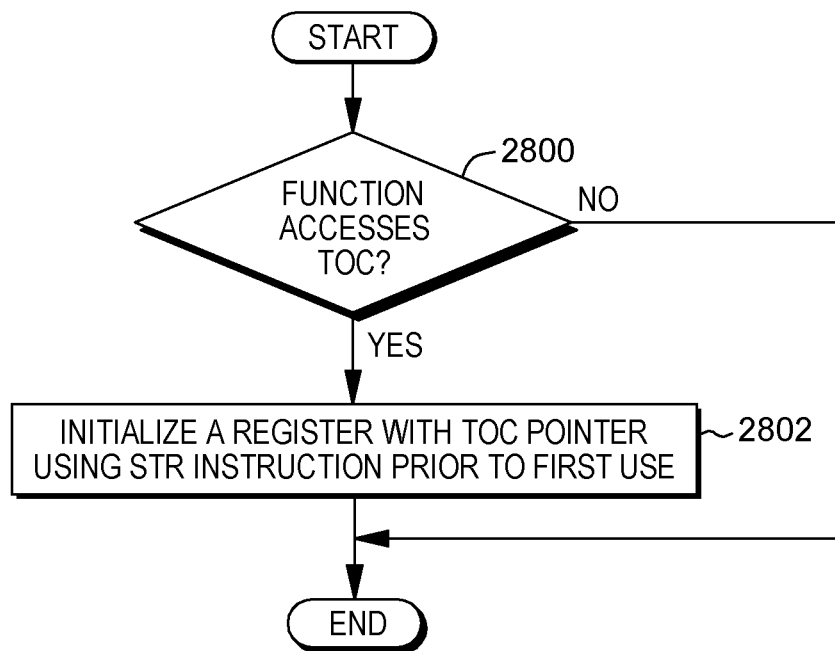 START
2800
FUNCTION
ACCESSES
TOC?
NO
YES
INITIALIZE A REGISTER WITH TOC POINTER
USING STR INSTRUCTION PRIOR TO FIRST USE
2802
END